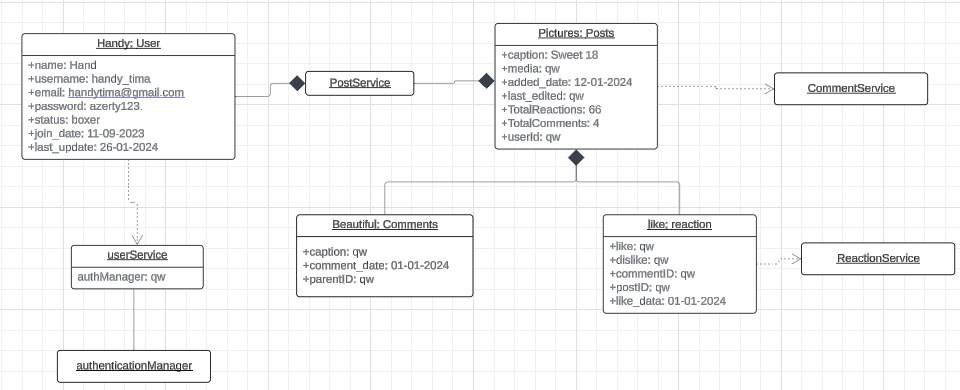 Handy; User
+name: Hand
+username: handy_tima
+email: handytima@gmail.com
+password: azerty123.
+status: boxer
+join_date: 11-09-2023
+last_update: 26-01-2024
PostService
Pictures; Posts
+caption: Sweet 18
+media: qw
+added_date: 12-01-2024
+last_edited: qw
+TotalReactions: 66
+TotalComments: 4
+userId: qw
CommentService
userService
authManager: qw
authenticationManager
Beautiful; Comments
+caption: qw
+comment_date: 01-01-2024
+parentID: qw
like; reaction
+like: qw
+dislike: qw
+commentID: qw
+postID: qw
+like_data: 01-01-2024
ReactionService